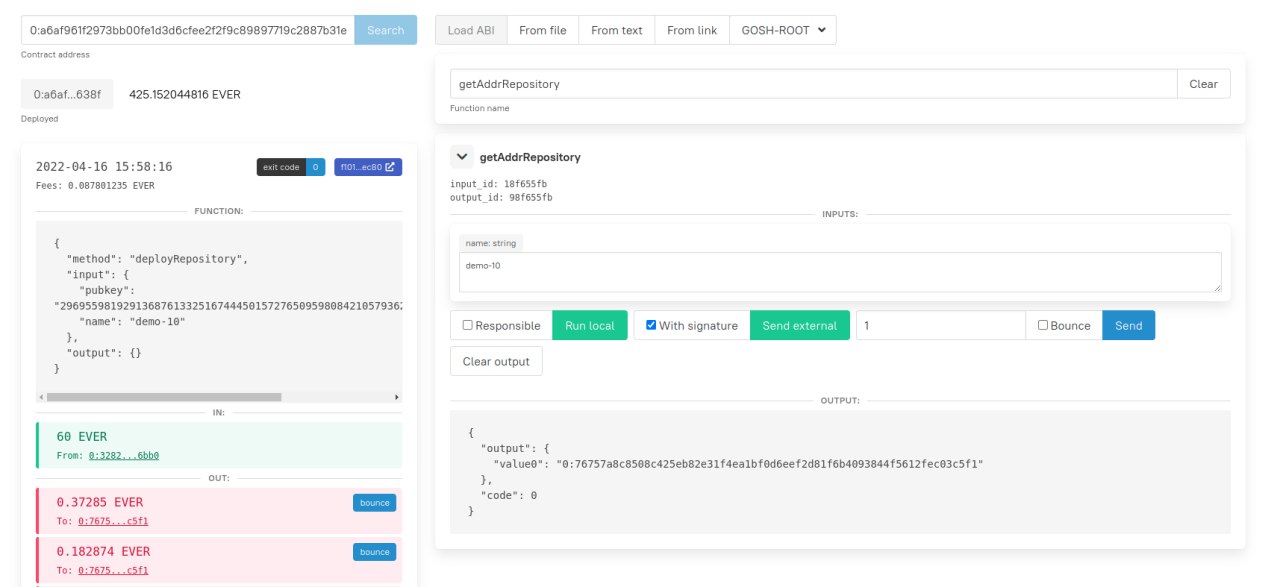 0:a6af961f2973bb00fe1d3d6cfee2f2f9c89897719c2887b31e
Search
Contract address
0:a6af...638f
425.152044816 EVER
Deployed
2022-04-16 15:58:16
exit code
0
f101...ec80
Fees: 0.087801235 EVER
FUNCTION:
{
"method": "deployRepository",
"input": {
"pubkey":
"2969559819291368761332516744450157276509598084210579362
"name": "demo-10"
},
"output": {}
}
IN:
60 EVER
From: 0:3282...6bb0
OUT:
0.37285 EVER
bounce
To: 0:7675...c5f1
0.182874 EVER
bounce
To: 0:7675...c5f1
Load ABI
From file
From text
From link
GOSH-ROOT
getAddrRepository
Clear
Function name
getAddrRepository
input_id: 18f655fb
output_id: 98f655fb
INPUTS:
name: string
demo-10
Responsible
Run local
With signature
Send external
1
Bounce
Send
Clear output
OUTPUT:
{
"output": {
"value0": "0:76757a8c8508c425eb82e31f4ea1bf0d6eef2d81f6b4093844f5612fec03c5f1"
},
"code": 0
}